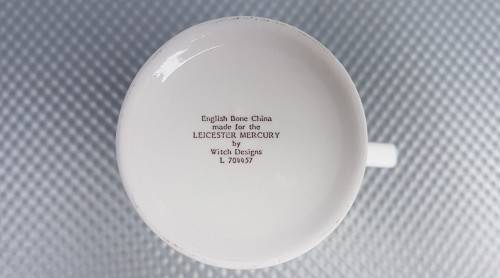 English Bone China
made for the
LEICESTER MERCURY
by
Witch Designs
L 704457